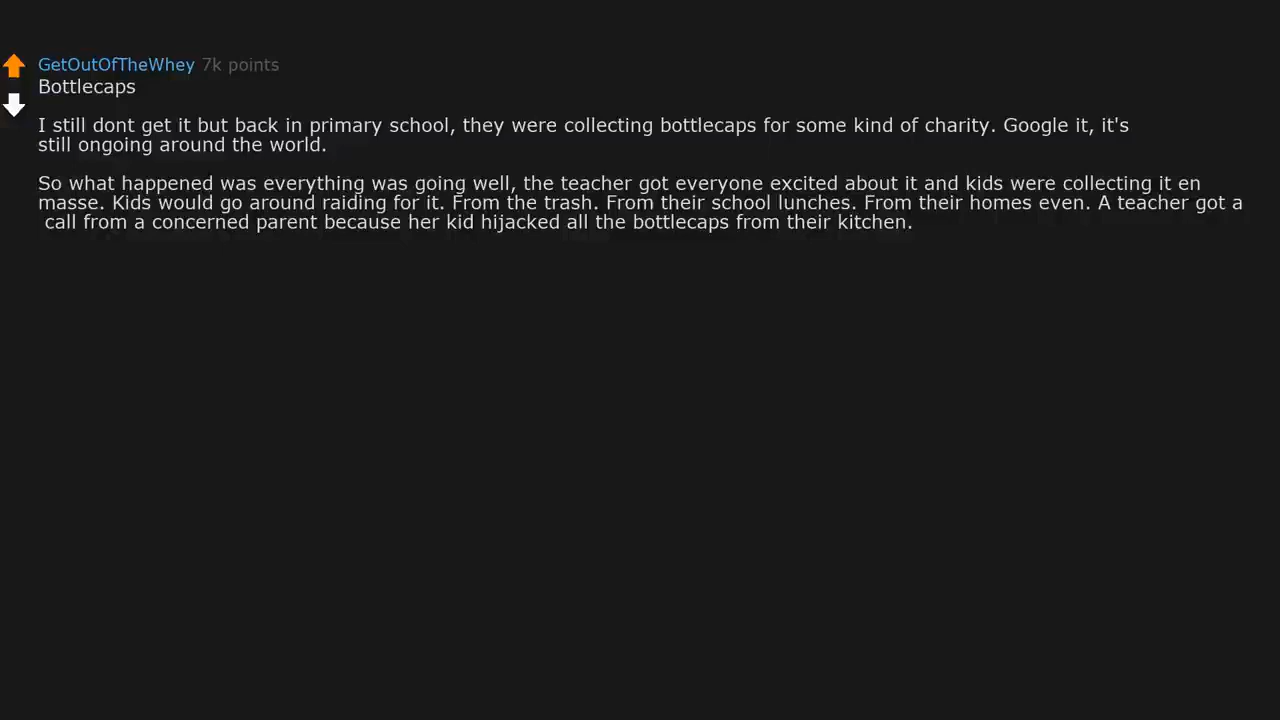 GetOutOfTheWhey 7k points
Bottlecaps
I still dont get it but back in primary school, they were collecting bottlecaps for some kind of charity. Google it, it's
still ongoing around the world.
So what happened was everything was going well, the teacher got everyone excited about it and kids were collecting it en
masse. Kids would go around raiding for it. From the trash. From their school lunches. From their homes even. A teacher got a
call from a concerned parent because her kid hijacked all the bottlecaps from their kitchen.